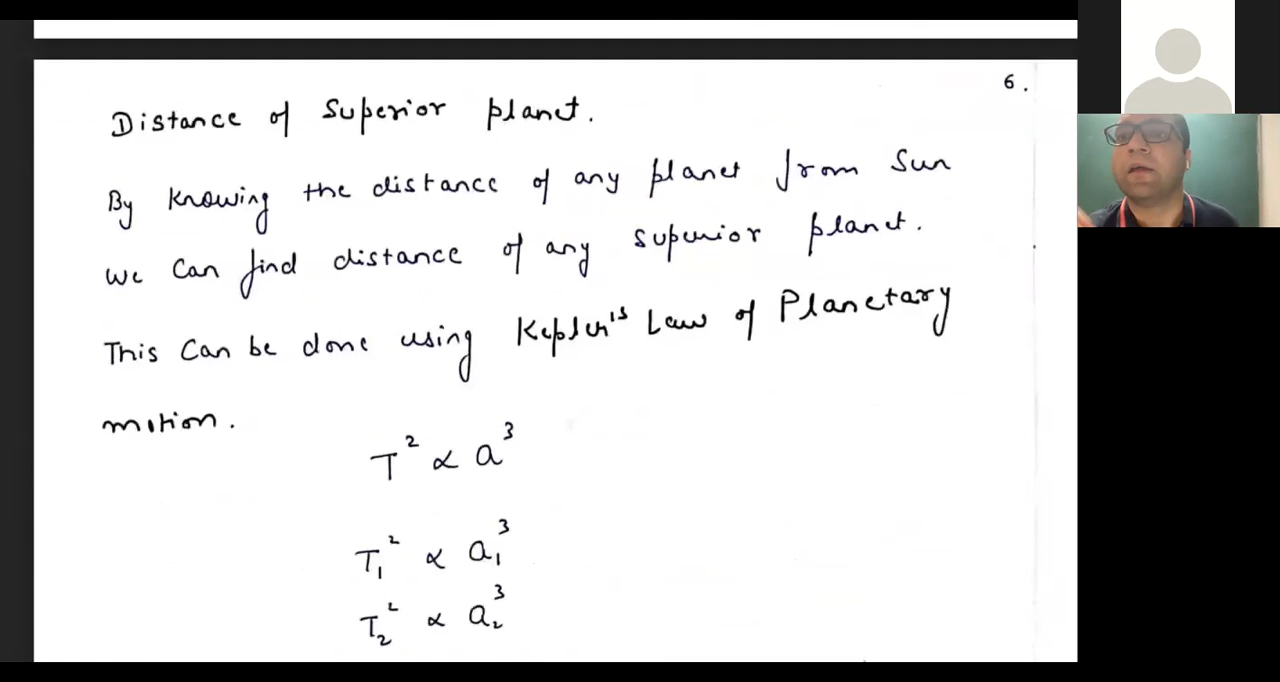 6.
Distance of superior planet.
By knowing the distance of any planet from Sun
We Can find distance of any superior planet.
This Can be done using Kepler's Law of Planetary
motion.
T² ∝ a³
T₁² ∝ a₁³
T₂² ∝ a₂³